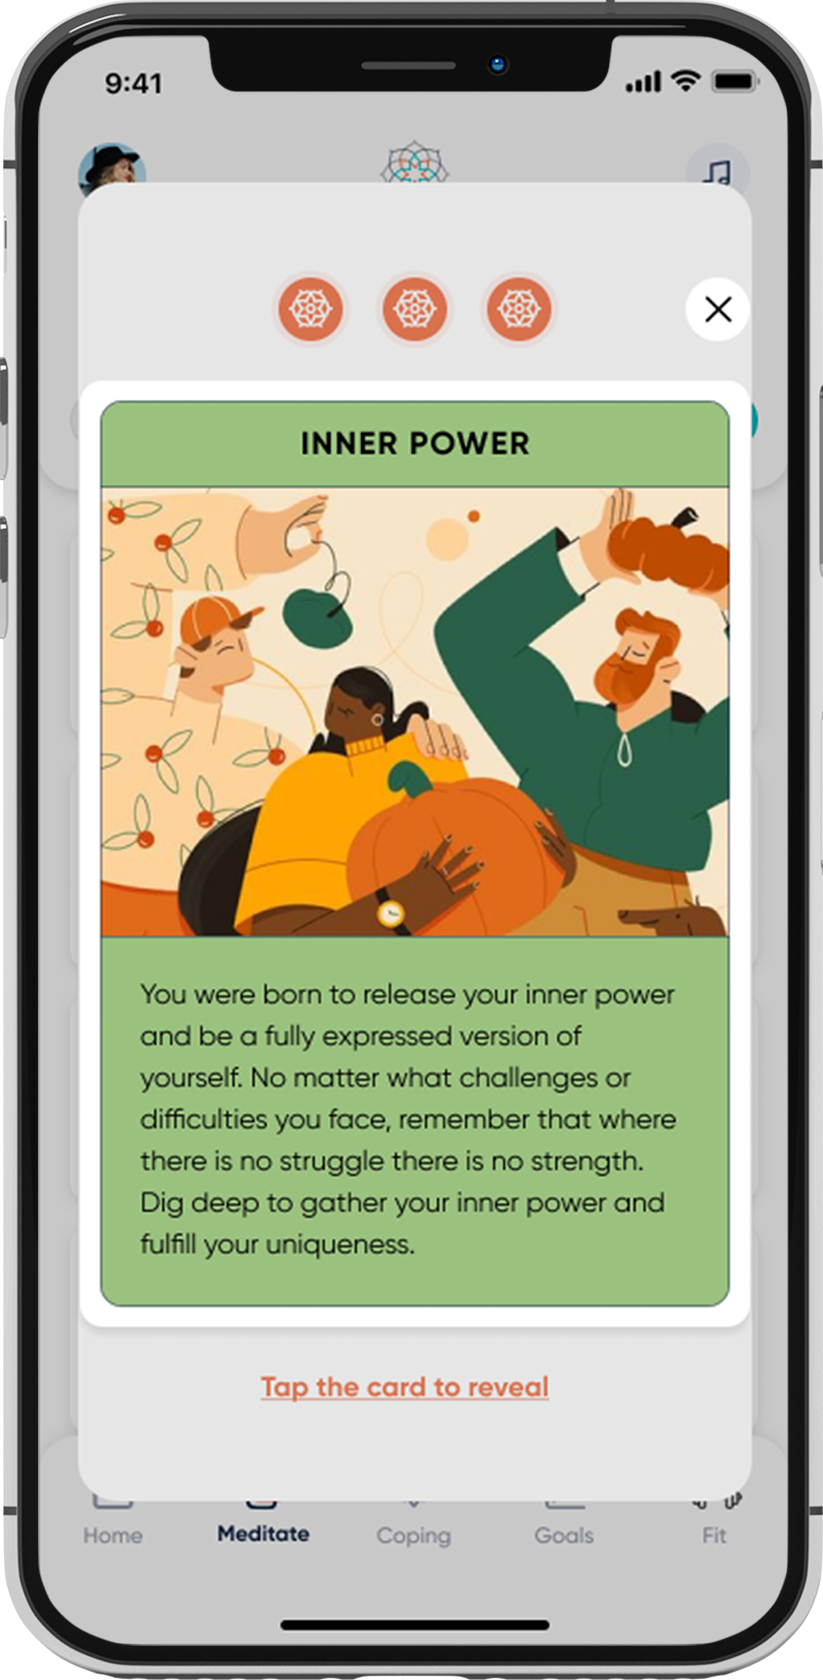 9:41
INNER POWER
You were born to release your inner power
and be a fully expressed version of
yourself. No matter what challenges or
difficulties you face, remember that where
there is no struggle there is no strength.
Dig deep to gather your inner power and
fulfill your uniqueness.
Tap the card to reveal
Home Meditate Coping Goals Fit